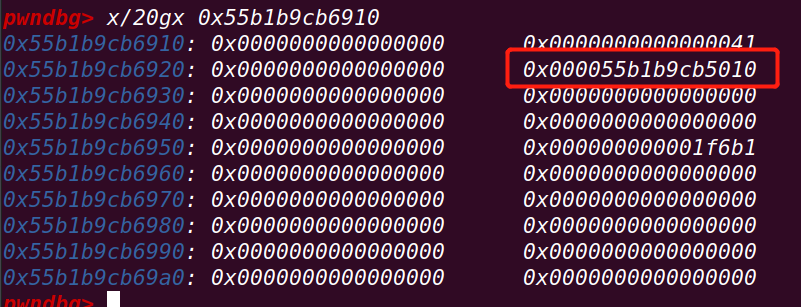 pwndbg> x/20gx 0x55b1b9cb6910
0x55b1b9cb6910: 0x0000000000000000 0x0000000000000041
0x55b1b9cb6920: 0x0000000000000000 0x000055b1b9cb5010
0x55b1b9cb6930: 0x0000000000000000 0x0000000000000000
0x55b1b9cb6940: 0x0000000000000000 0x0000000000000000
0x55b1b9cb6950: 0x0000000000000000 0x000000000001f6b1
0x55b1b9cb6960: 0x0000000000000000 0x0000000000000000
0x55b1b9cb6970: 0x0000000000000000 0x0000000000000000
0x55b1b9cb6980: 0x0000000000000000 0x0000000000000000
0x55b1b9cb6990: 0x0000000000000000 0x0000000000000000
0x55b1b9cb69a0: 0x0000000000000000 0x0000000000000000
pwndbg>